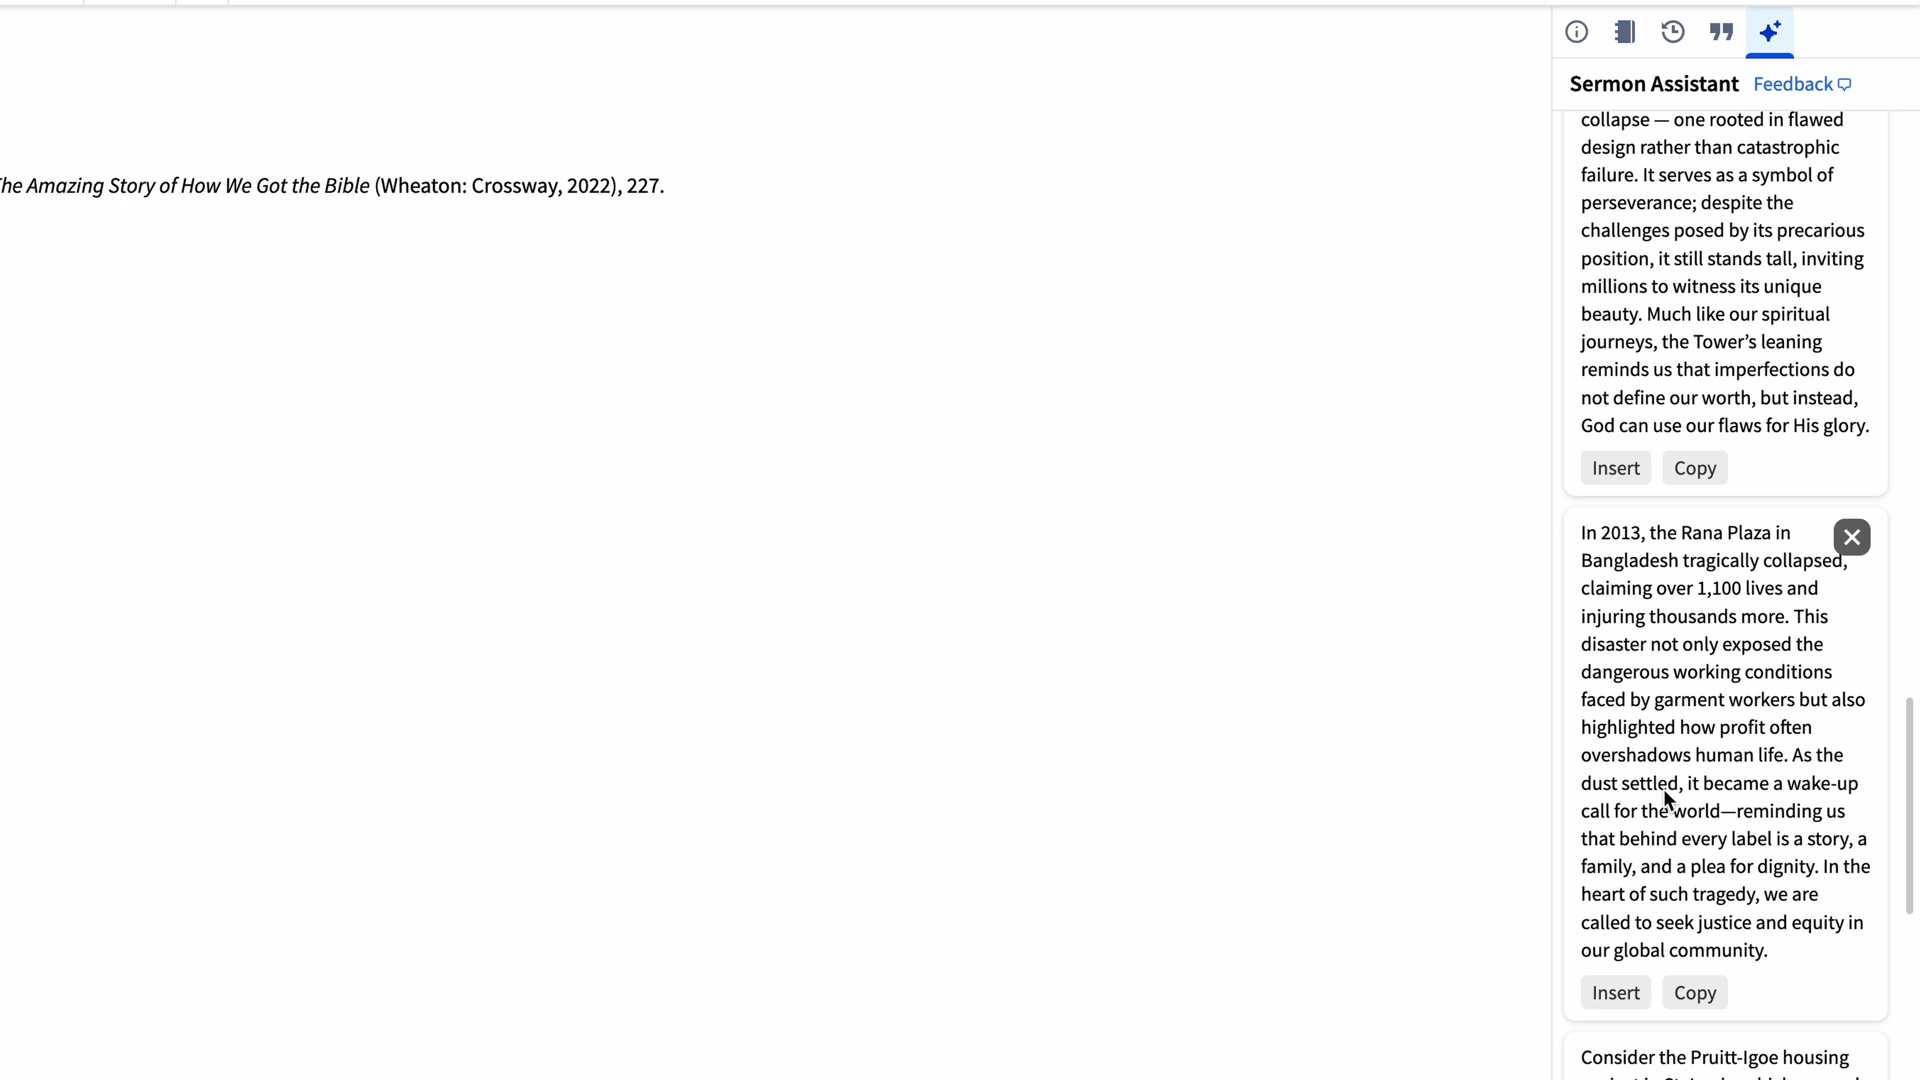 Sermon Assistant Feedback
he Amazing Story of How We Got the Bible (Wheaton: Crossway, 2022), 227.
collapse — one rooted in flawed
design rather than catastrophic
failure. It serves as a symbol of
perseverance; despite the
challenges posed by its precarious
position, it still stands tall, inviting
millions to witness its unique
beauty. Much like our spiritual
journeys, the Tower’s leaning
reminds us that imperfections do
not define our worth, but instead,
God can use our flaws for His glory.
Insert Copy
In 2013, the Rana Plaza in
Bangladesh tragically collapsed,
claiming over 1,100 lives and
injuring thousands more. This
disaster not only exposed the
dangerous working conditions
faced by garment workers but also
highlighted how profit often
overshadows human life. As the
dust settled, it became a wake-up
call for the world—reminding us
that behind every label is a story, a
family, and a plea for dignity. In the
heart of such tragedy, we are
called to seek justice and equity in
our global community.
Insert Copy
Consider the Pruitt-Igoe housing